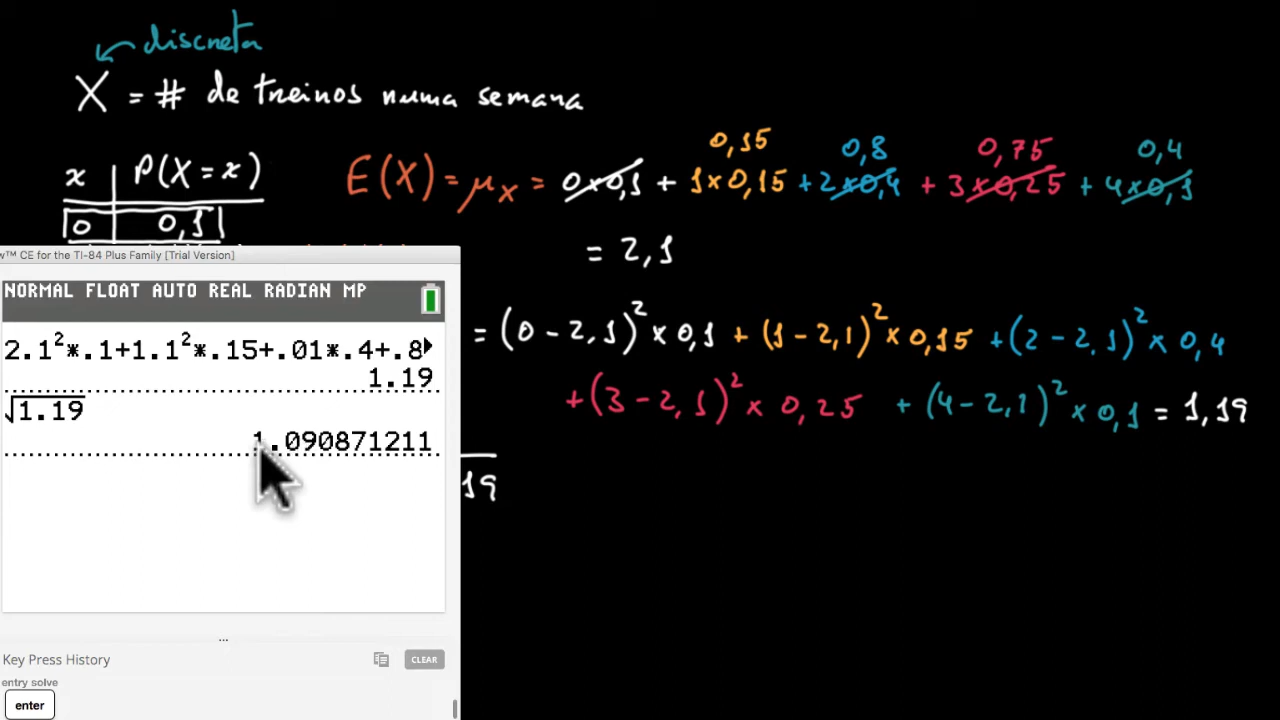 discreta
X = # de treinos numa semana
x P(X=x)
0 0,1
0,15 0,8 0,75 0,4
E(X) = μx = 0×0,1 + 1×0,15 + 2×0,4 + 3×0,25 + 4×0,1
= 2,1
= (0 - 2,1)² × 0,1 + (1 - 2,1)² × 0,15 + (2 - 2,1)² × 0,4
+ (3 - 2,1)² × 0,25 + (4 - 2,1)² × 0,1 = 1,19
19
w™ CE for the TI-84 Plus Family [Trial Version]
NORMAL FLOAT AUTO REAL RADIAN MP
2.1²*.1+1.1²*.15+.01*.4+.8
1.19
√1.19
1.090871211
...
Key Press History
CLEAR
entry solve
enter